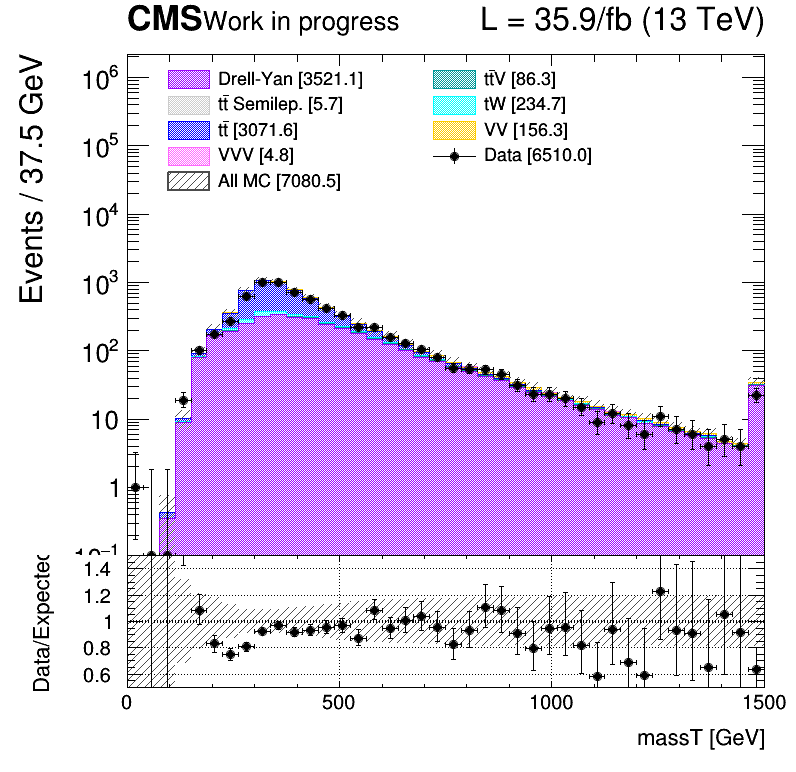 CMS Work in progress L = 35.9/fb (13 TeV)
Events / 37.5 GeV
10⁶
10⁵
10⁴
10³
10²
10
1
10⁻¹
Drell-Yan [3521.1]
tt̄ Semilep. [5.7]
tt̄ [3071.6]
VVV [4.8]
All MC [7080.5]
tt̄V [86.3]
tW [234.7]
VV [156.3]
Data [6510.0]
Data/Expected
1.4
1.2
1
0.8
0.6
0 500 1000 1500
massT [GeV]